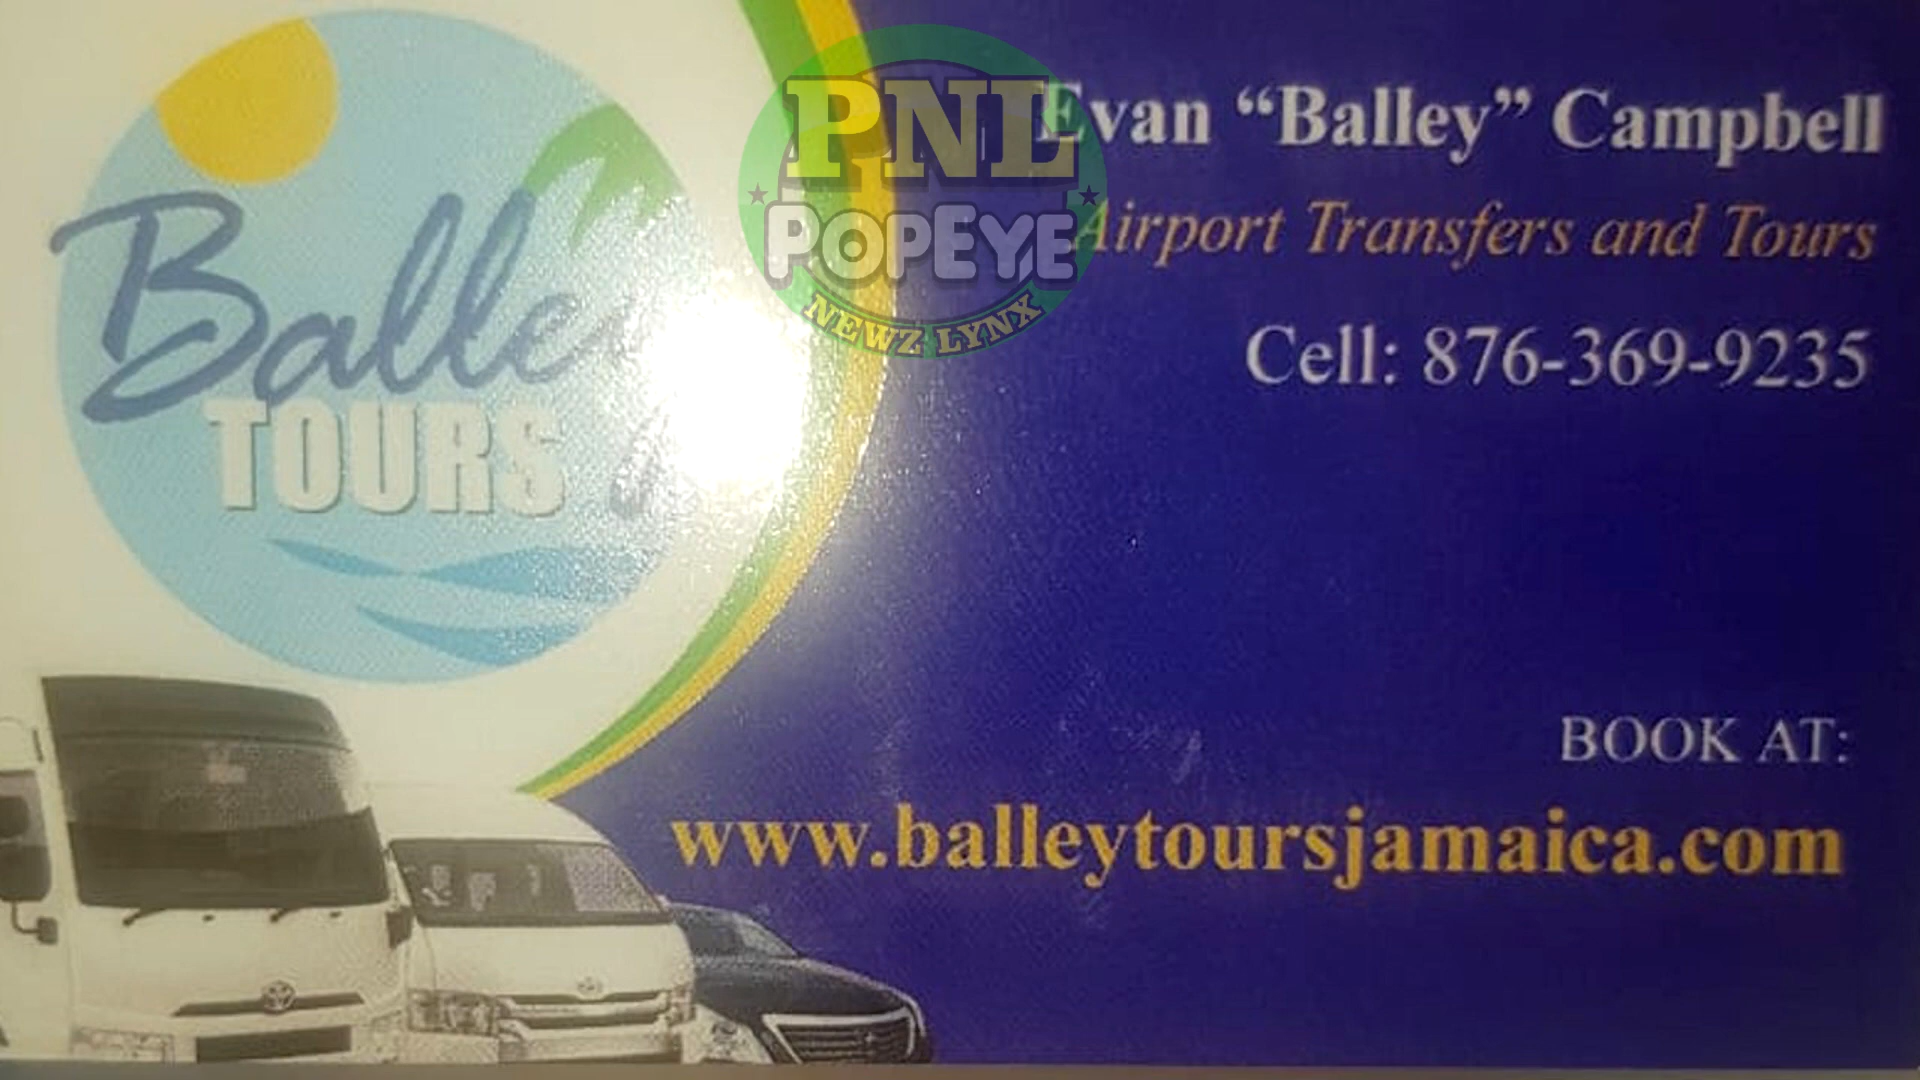 Balley
TOURS
PNL
POPEYE
NEWZ LYNX
Evan “Balley” Campbell
Airport Transfers and Tours
Cell: 876-369-9235
BOOK AT:
www.balleytoursjamaica.com